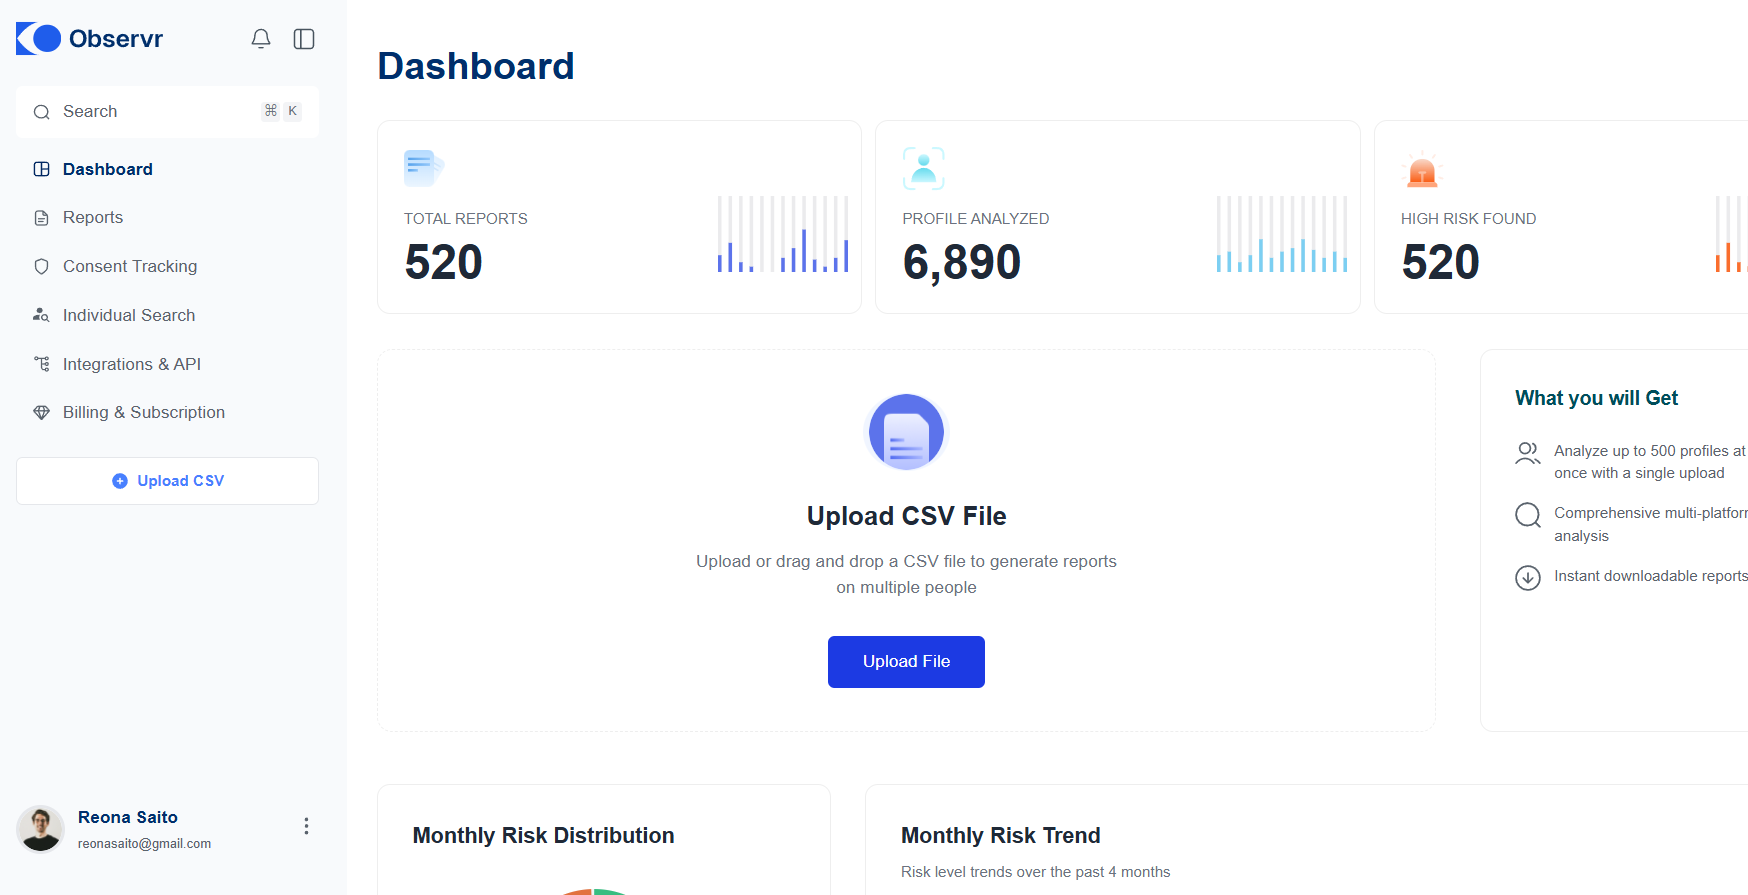 Observr
Search
⌘ K
Dashboard
Reports
Consent Tracking
Individual Search
Integrations & API
Billing & Subscription
Upload CSV
Reona Saito
reonasaito@gmail.com
Dashboard
TOTAL REPORTS
520
PROFILE ANALYZED
6,890
HIGH RISK FOUND
520
Upload CSV File
Upload or drag and drop a CSV file to generate reports
on multiple people
Upload File
What you will Get
Analyze up to 500 profiles at
once with a single upload
Comprehensive multi-platfor
analysis
Instant downloadable reports
Monthly Risk Distribution
Monthly Risk Trend
Risk level trends over the past 4 months